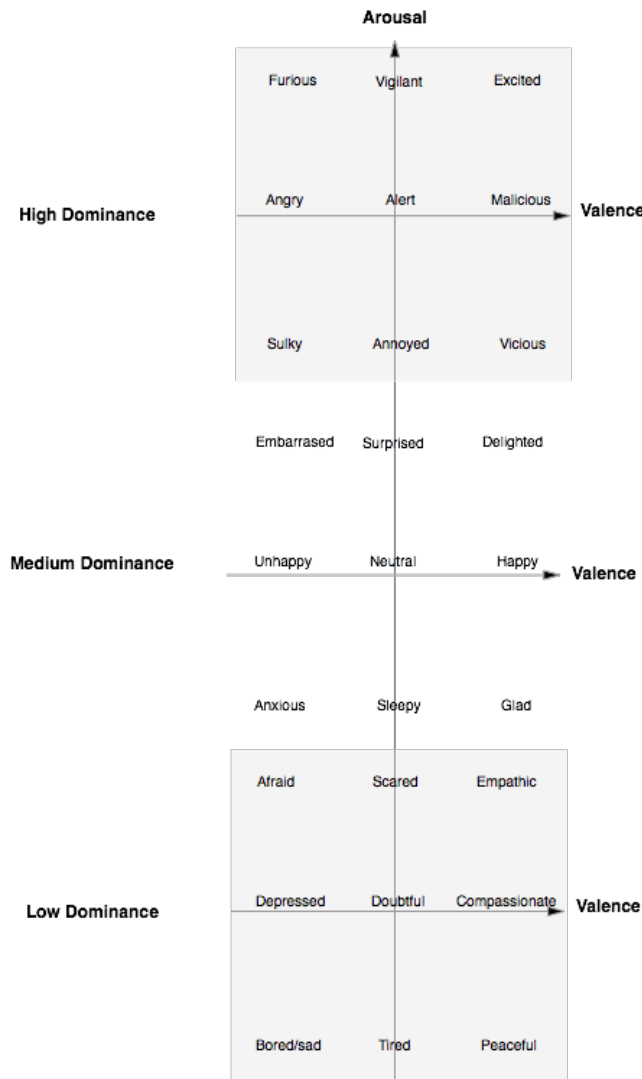 Arousal
Furious Vigilant Excited
Angry Alert Malicious
High Dominance Valence
Sulky Annoyed Vicious
Embarrased Surprised Delighted
Unhappy Neutral Happy
Medium Dominance Valence
Anxious Sleepy Glad
Afraid Scared Empathic
Depressed Doubtful Compassionate
Low Dominance Valence
Bored/sad Tired Peaceful